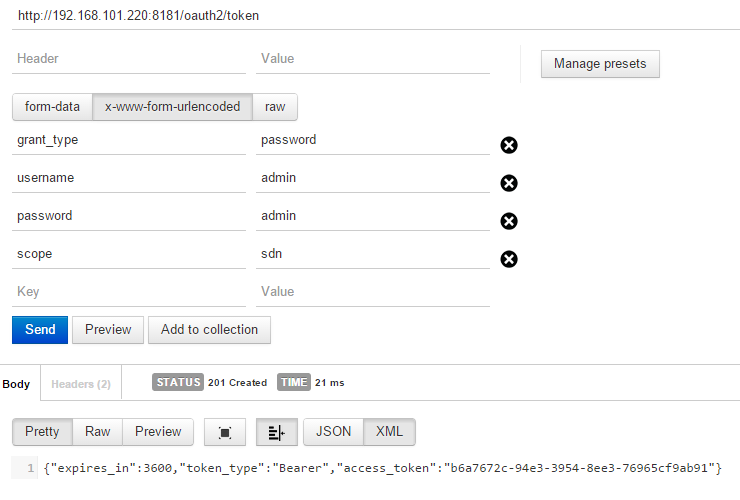 http://192.168.101.220:8181/oauth2/token
Header Value Manage presets
form-data x-www-form-urlencoded raw
grant_type password
username admin
password admin
scope sdn
Key Value
Send Preview Add to collection
Body Headers (2) STATUS 201 Created TIME 21 ms
Pretty Raw Preview JSON XML
1 {"expires_in":3600,"token_type":"Bearer","access_token":"b6a7672c-94e3-3954-8ee3-76965cf9ab91"}